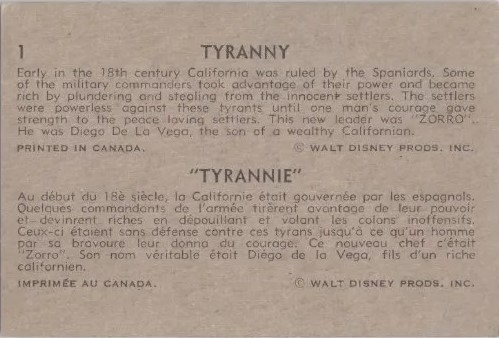 1 TYRANNY
Early in the 18th century California was ruled by the Spaniards. Some
of the military commanders took advantage of their power and became
rich by plundering and stealing from the innocent settlers. The settlers
were powerless against these tyrants until one man's courage gave
strength to the peace loving settlers. This new leader was "ZORRO".
He was Diego De La Vega, the son of a wealthy Californian.
PRINTED IN CANADA. © WALT DISNEY PRODS. INC.
"TYRANNIE"
Au début du 18è siècle, la California était gouvernée par les espagnols.
Quelques commandants de l'armée tirèrent avantage de leur pouvoir
et devinrent riches en dépouillant et volant les colons inoffensits.
Ceux-ci étaient sans défense contre ces tyrans jusqu'à ce qu'un homme
par sa bravoure leur donna du courage. Ce nouveau chef c'était
"Zorro". Son nom véritable était Diégo de la Vega, fils d'un riche
californien.
IMPRIMÉE AU CANADA. © WALT DISNEY PRODS. INC.